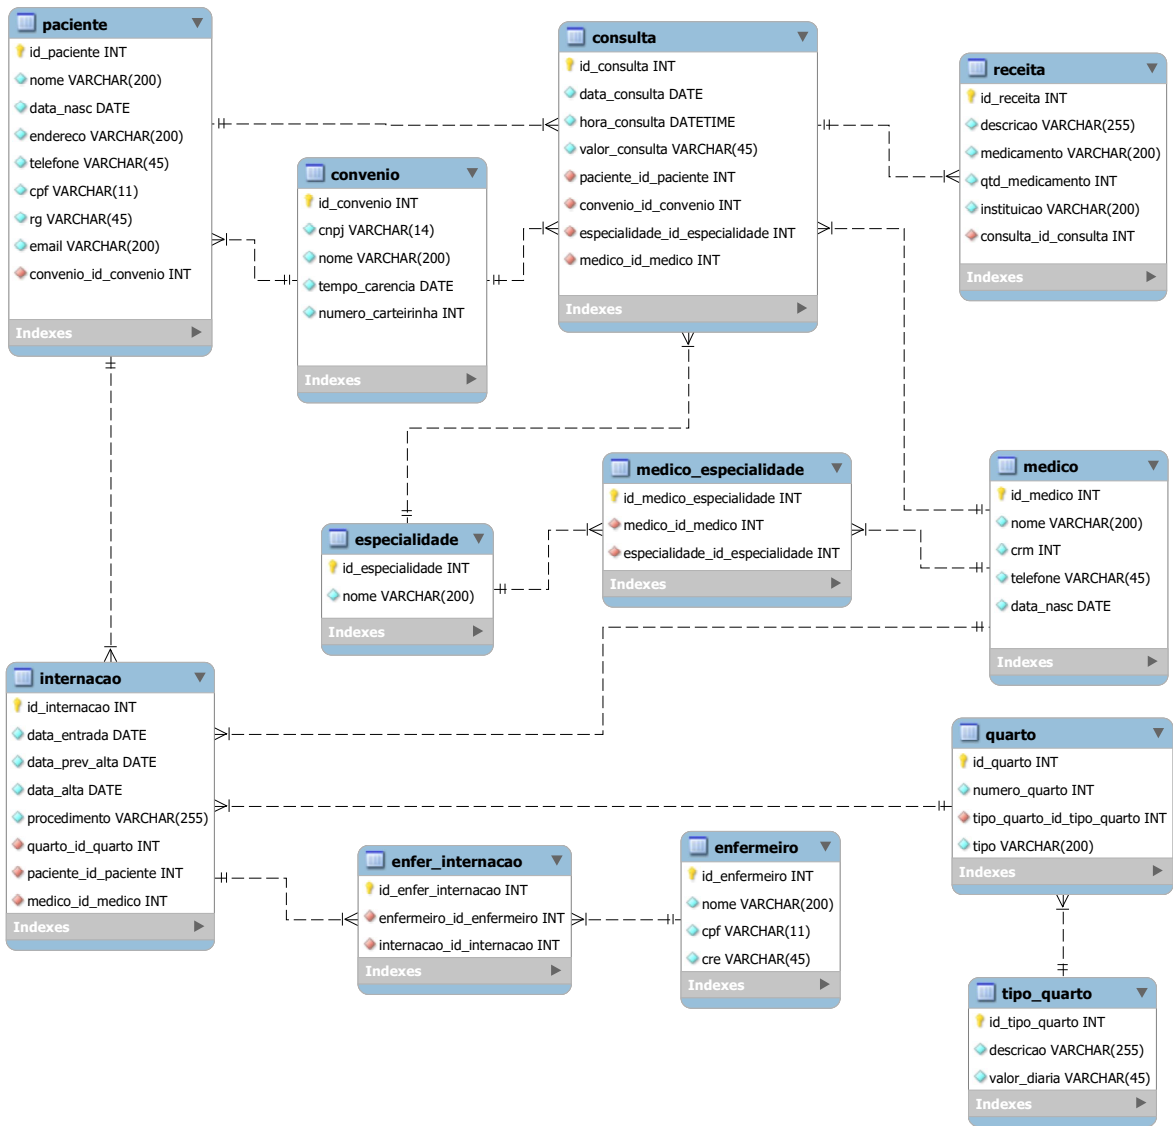 paciente
id_paciente INT
nome VARCHAR(200)
data_nasc DATE
endereco VARCHAR(200)
telefone VARCHAR(45)
cpf VARCHAR(11)
rg VARCHAR(45)
email VARCHAR(200)
convenio_id_convenio INT
Indexes
convenio
id_convenio INT
cnpj VARCHAR(14)
nome VARCHAR(200)
tempo_carencia DATE
numero_carteirinha INT
Indexes
consulta
id_consulta INT
data_consulta DATE
hora_consulta DATETIME
valor_consulta VARCHAR(45)
paciente_id_paciente INT
convenio_id_convenio INT
especialidade_id_especialidade INT
medico_id_medico INT
Indexes
receita
id_receita INT
descricao VARCHAR(255)
medicamento VARCHAR(200)
qtd_medicamento INT
instituicao VARCHAR(200)
consulta_id_consulta INT
Indexes
especialidade
id_especialidade INT
nome VARCHAR(200)
Indexes
medico_especialidade
id_medico_especialidade INT
medico_id_medico INT
especialidade_id_especialidade INT
Indexes
medico
id_medico INT
nome VARCHAR(200)
crm INT
telefone VARCHAR(45)
data_nasc DATE
Indexes
internacao
id_internacao INT
data_entrada DATE
data_prev_alta DATE
data_alta DATE
procedimento VARCHAR(255)
quarto_id_quarto INT
paciente_id_paciente INT
medico_id_medico INT
Indexes
enfer_internacao
id_enfer_internacao INT
enfermeiro_id_enfermeiro INT
internacao_id_internacao INT
Indexes
enfermeiro
id_enfermeiro INT
nome VARCHAR(200)
cpf VARCHAR(11)
cre VARCHAR(45)
Indexes
quarto
id_quarto INT
numero_quarto INT
tipo_quarto_id_tipo_quarto INT
tipo VARCHAR(200)
Indexes
tipo_quarto
id_tipo_quarto INT
descricao VARCHAR(255)
valor_diaria VARCHAR(45)
Indexes